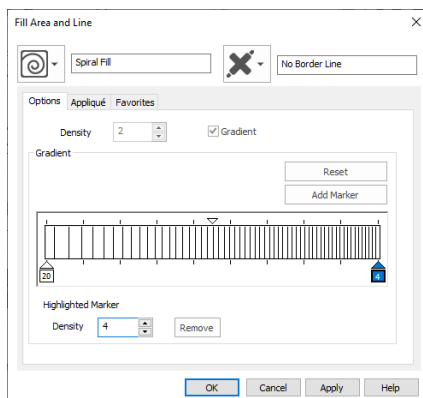 Fill Area and Line
Spiral Fill
No Border Line
Options Appliqué Favorites
Density 2 Gradient
Gradient
Reset
Add Marker
20 4
Highlighted Marker
Density 4 Remove
OK Cancel Apply Help